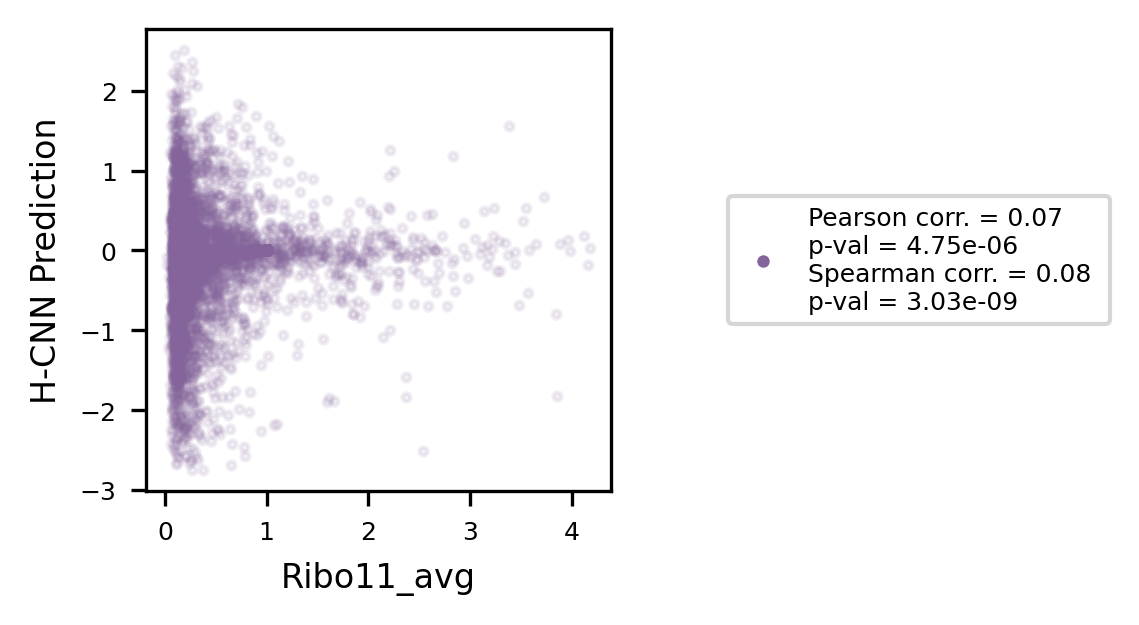 H-CNN Prediction
2
1
0
−1
−2
−3
0
1
2
3
4
Ribo11_avg
Pearson corr. = 0.07
p-val = 4.75e-06
Spearman corr. = 0.08
p-val = 3.03e-09